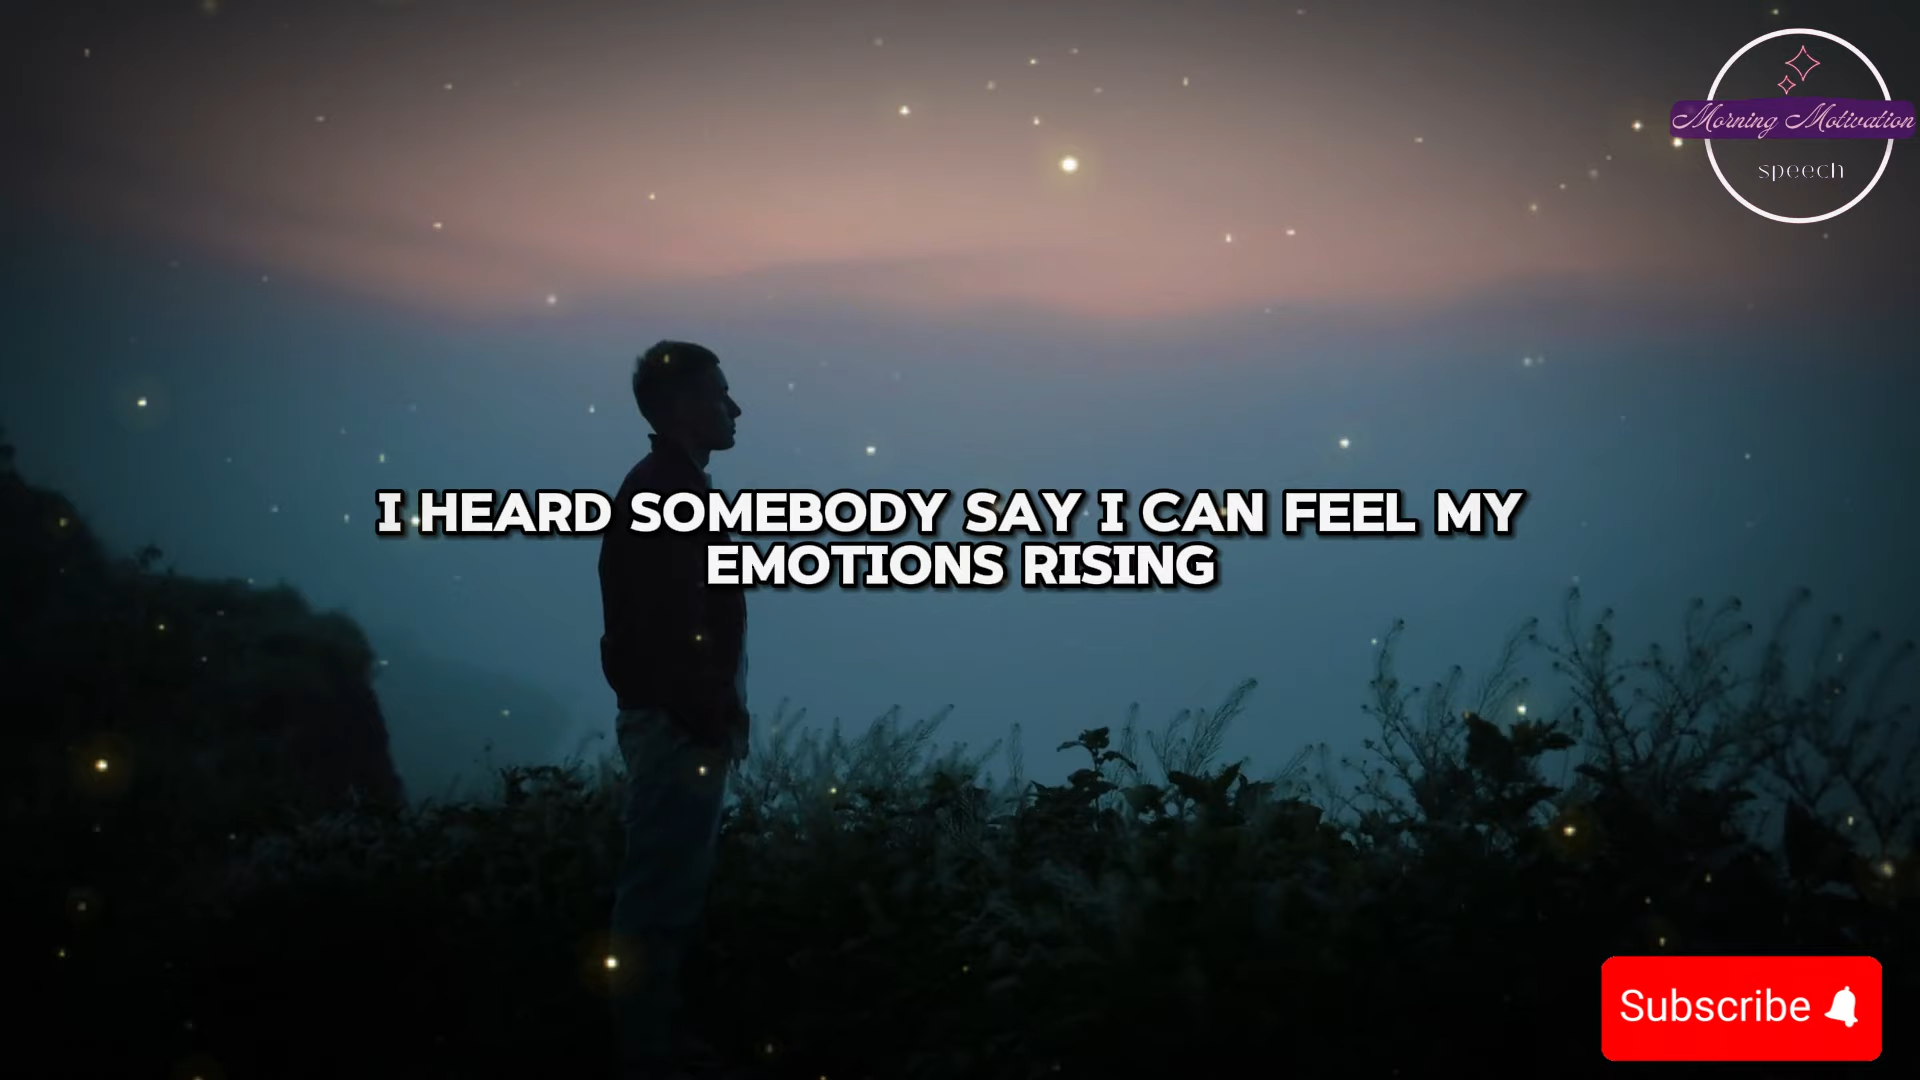 Morning Motivation
speech
I HEARD SOMEBODY SAY I CAN FEEL MY
EMOTIONS RISING
Subscribe